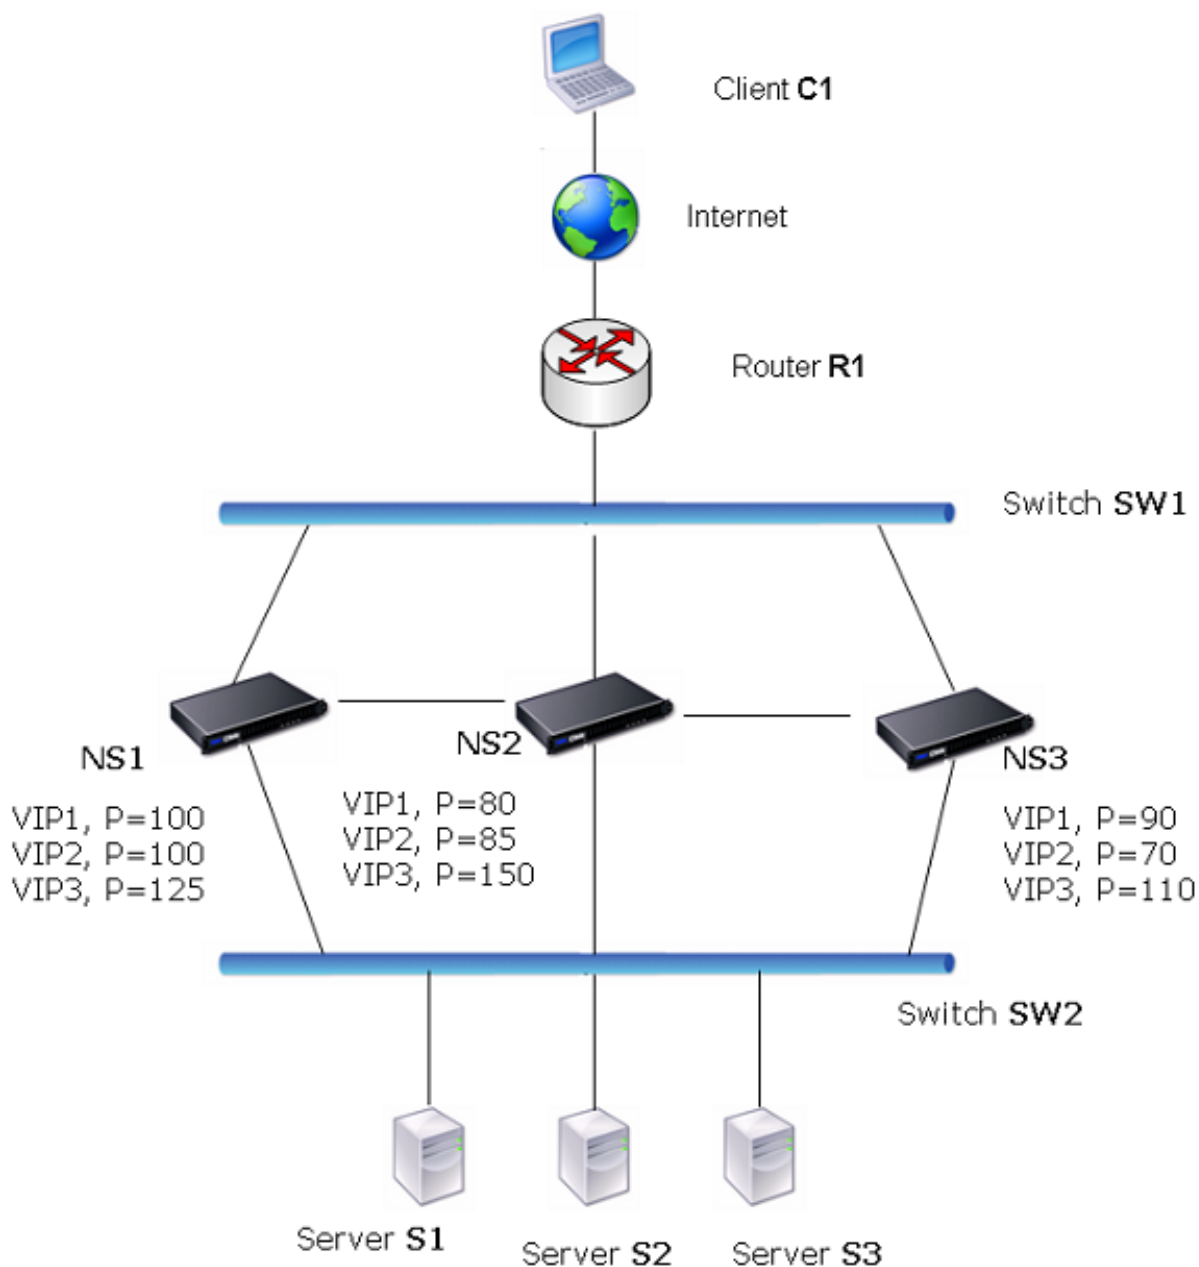 Client C1
Internet
Router R1
Switch SW1
NS1
VIP1, P=100
VIP2, P=100
VIP3, P=125
NS2
VIP1, P=80
VIP2, P=85
VIP3, P=150
NS3
VIP1, P=90
VIP2, P=70
VIP3, P=110
Switch SW2
Server S1
Server S2
Server S3